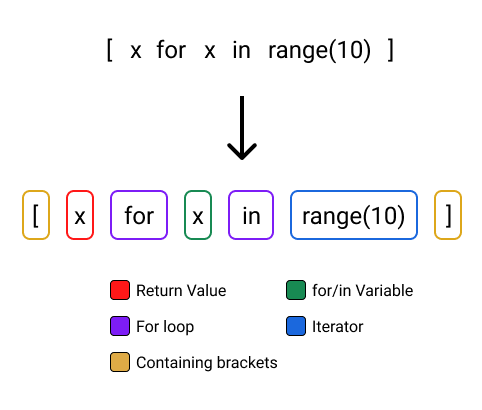 [ x for x in range(10) ]
[ x for x in range(10) ]
Return Value
for/in Variable
For loop
Iterator
Containing brackets